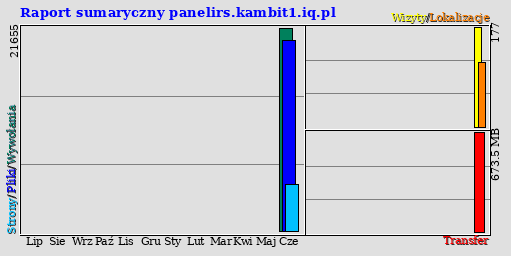 Raport sumaryczny panelirs.kambit1.iq.pl
Wizyty/Lokalizacje
21655
177
Strony/Pliki/Wywołania
673.5 MB
Lip Sie Wrz Paź Lis Gru Sty Lut Mar Kwi Maj Cze
Transfer